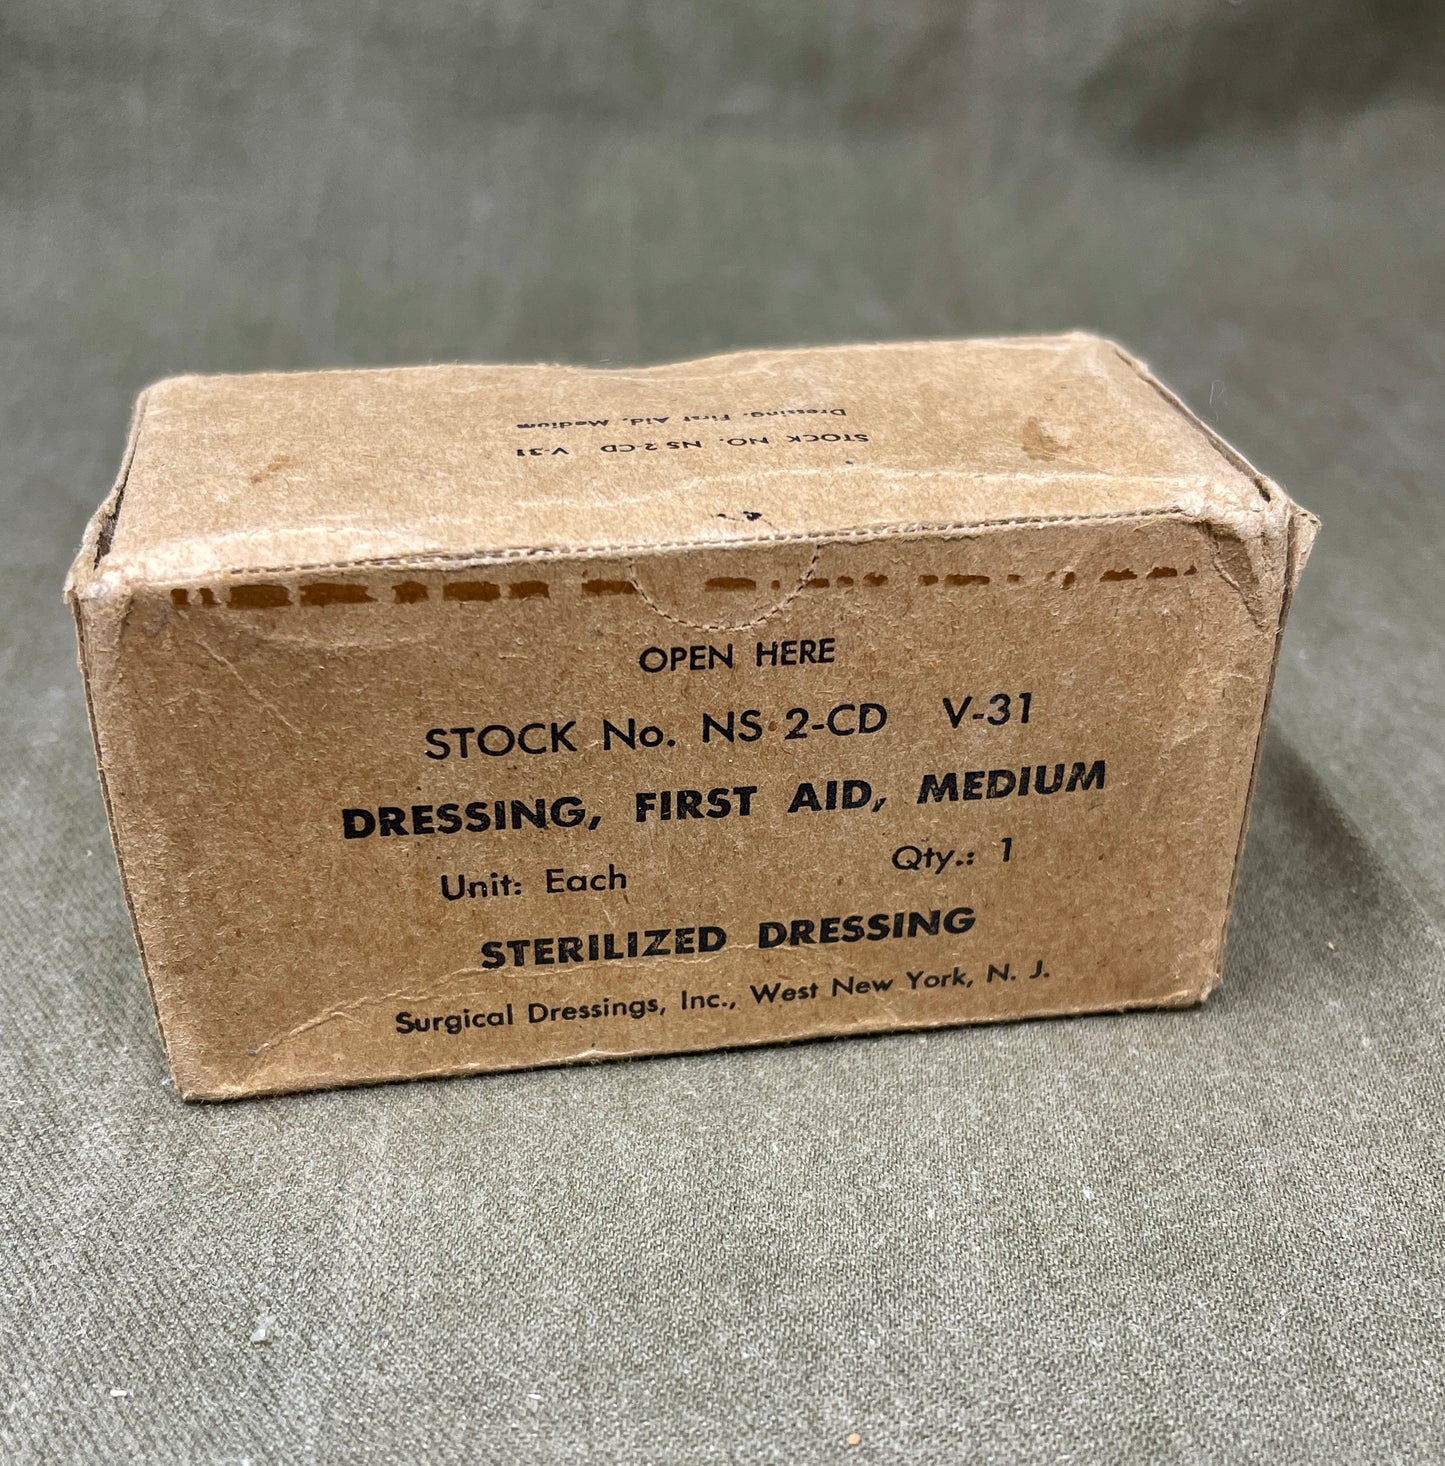 Dressing, First Aid, Medium
STOCK NO. NS 2-CD V-31
OPEN HERE
STOCK No. NS 2-CD V-31
DRESSING, FIRST AID, MEDIUM
Unit: Each Qty.: 1
STERILIZED DRESSING
Surgical Dressings, Inc., West New York, N. J.